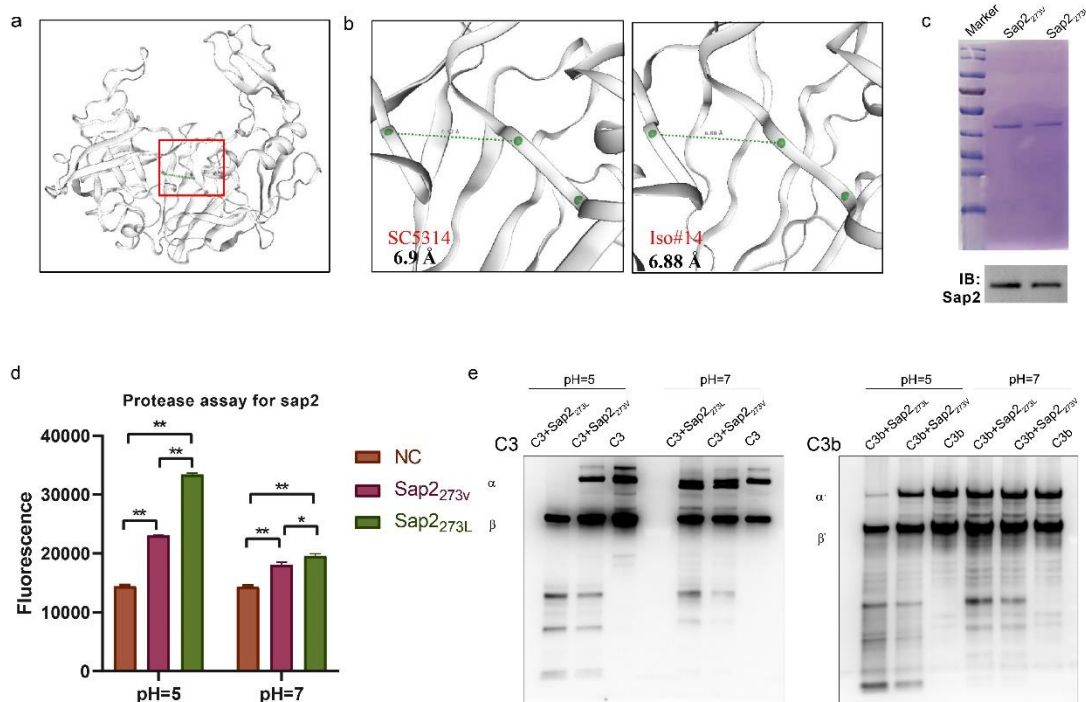 a
b
SC5314
6.9 Å
Iso#14
6.88 Å
c
Marker
Sap2273V
IB:
Sap2
d
Protease assay for sap2
Fluorescence
40000
30000
20000
10000
0
** ** ** ** ** ** *
pH=5
pH=7
NC
Sap2273v
Sap2273L
e
pH=5
pH=7
C3+Sap2273L
C3+Sap2273V
C3
C3+Sap2273L
C3+Sap2273V
C3
C3
α
β
pH=5
pH=7
C3b+Sap2273L
C3b+Sap2273V
C3b
C3b+Sap2273L
C3b+Sap2273V
C3b
C3b
α'
β'